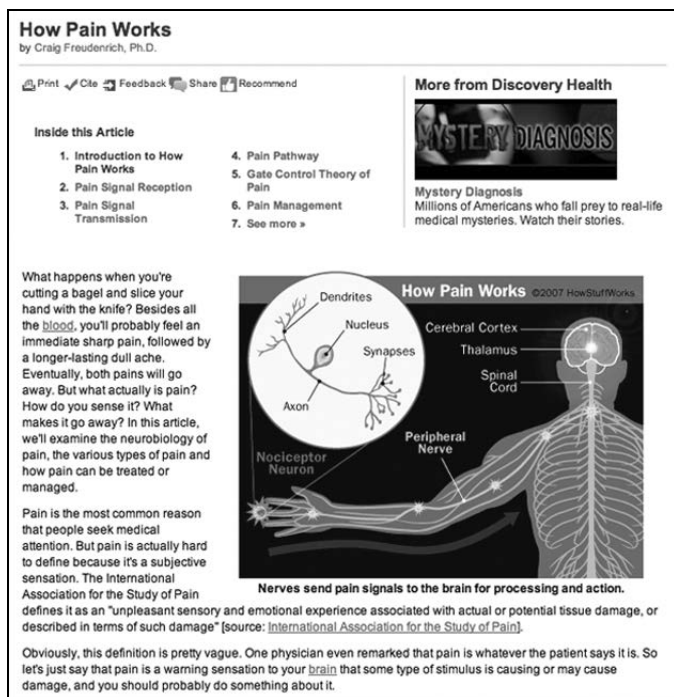 How Pain Works
by Craig Freudenrich, Ph.D.
Print Cite Feedback Share Recommend
Inside this Article
1. Introduction to How
Pain Works
2. Pain Signal Reception
3. Pain Signal
Transmission
4. Pain Pathway
5. Gate Control Theory of
Pain
6. Pain Management
7. See more »
More from Discovery Health
MYSTERY DIAGNOSIS
Mystery Diagnosis
Millions of Americans who fall prey to real-life
medical mysteries. Watch their stories.
What happens when you're
cutting a bagel and slice your
hand with the knife? Besides all
the blood, you'll probably feel an
immediate sharp pain, followed by
a longer-lasting dull ache.
Eventually, both pains will go
away. But what actually is pain?
How do you sense it? What
makes it go away? In this article,
we'll examine the neurobiology of
pain, the various types of pain and
how pain can be treated or
managed.
How Pain Works ©2007 HowStuffWorks
Dendrites
Nucleus
Synapses
Axon
Nociceptor
Neuron
Cerebral Cortex
Thalamus
Spinal
Cord
Peripheral
Nerve
Nerves send pain signals to the brain for processing and action.
Pain is the most common reason
that people seek medical
attention. But pain is actually hard
to define because it's a subjective
sensation. The International
Association for the Study of Pain
defines it as an "unpleasant sensory and emotional experience associated with actual or potential tissue damage, or
described in terms of such damage" [source: International Association for the Study of Pain].
Obviously, this definition is pretty vague. One physician even remarked that pain is whatever the patient says it is. So
let's just say that pain is a warning sensation to your brain that some type of stimulus is causing or may cause
damage, and you should probably do something about it.